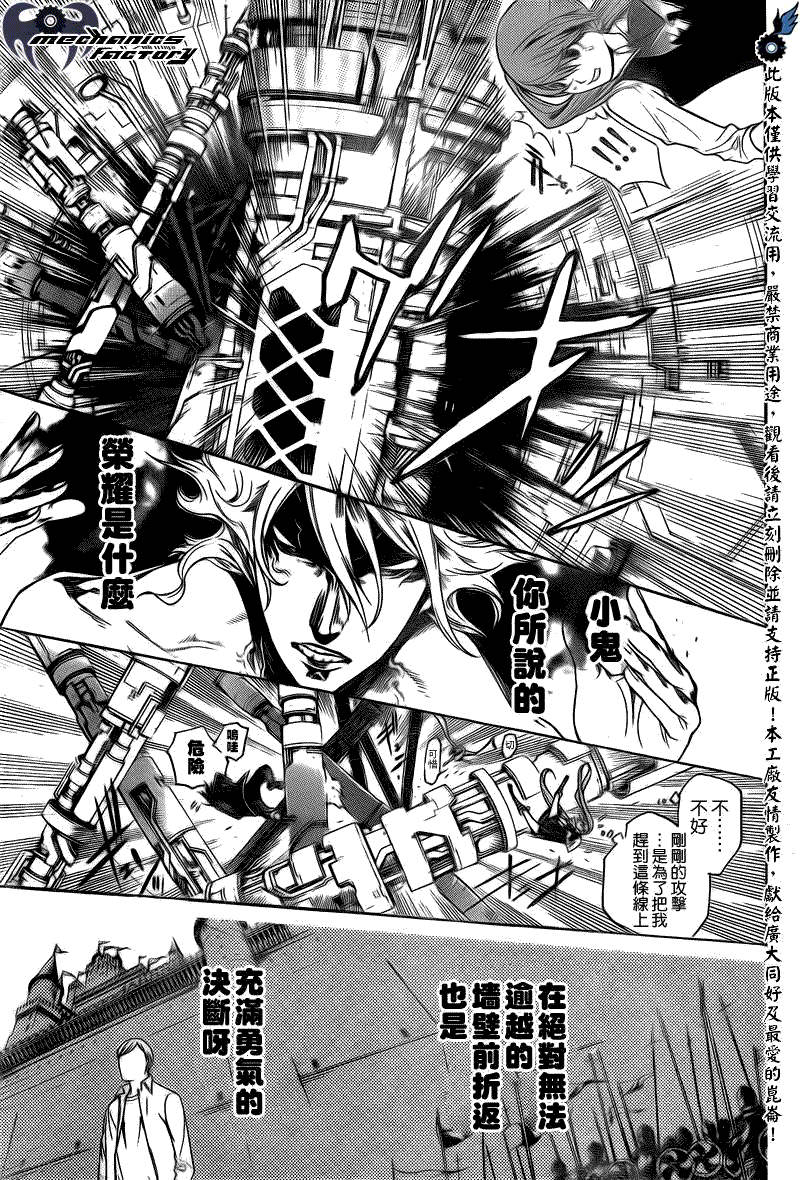 mechanics
factory
!!!
小鬼
你所說的
榮耀是什麼
切
可惜
嗚哇
危險
不……
不好
剛剛的攻擊
…是為了把我
趕到這條線上
在絕對無法
逾越的
墙壁前折返
也是
充滿勇氣的
決斷呀
此版本僅供學習交流用，嚴禁商業用途，觀看後請立刻刪除並請支持正版！本工廠友情製作，獻給廣大同好及最愛的崑崙！